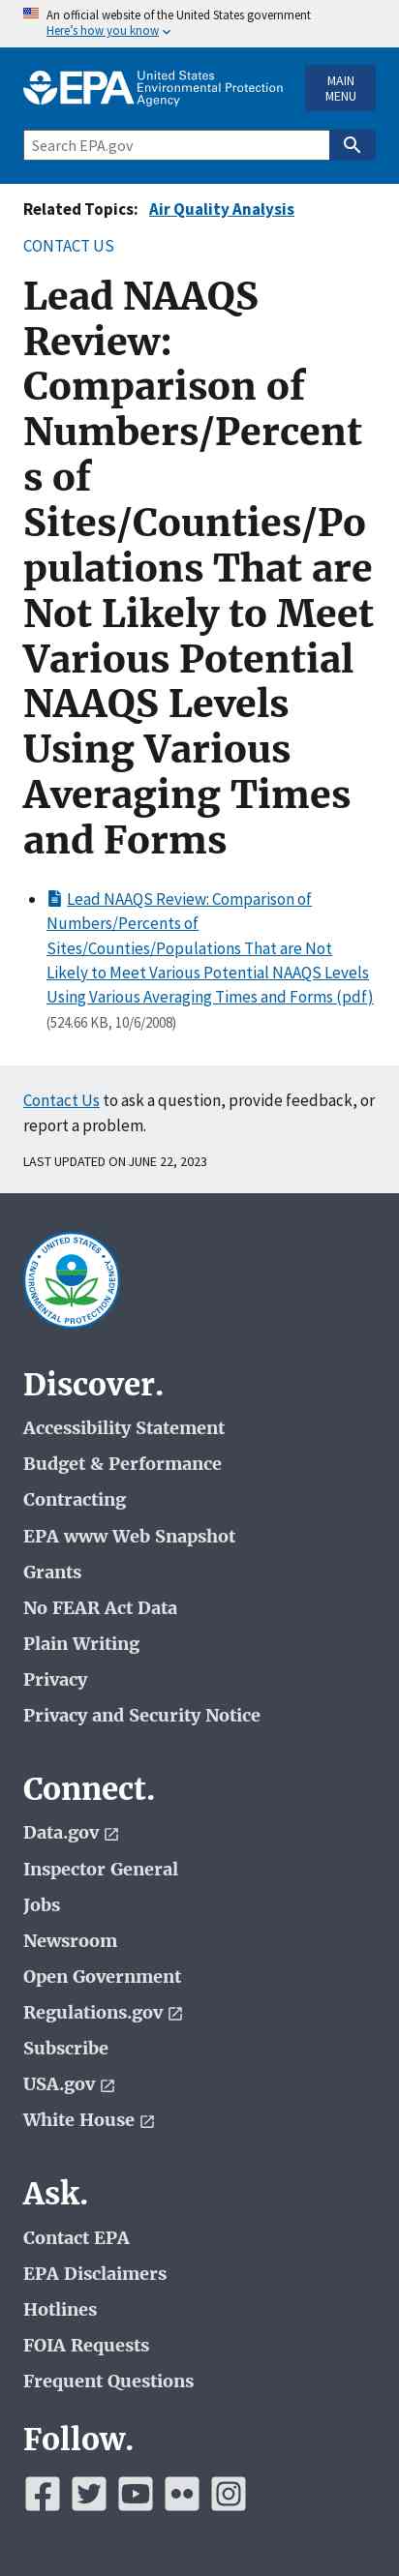 An official website of the United States government
Here's how you know
EPA United States
Environmental Protection
Agency
MAIN
MENU
Search EPA.gov
Related Topics: Air Quality Analysis
CONTACT US
Lead NAAQS
Review:
Comparison of
Numbers/Percent
s of
Sites/Counties/Po
pulations That are
Not Likely to Meet
Various Potential
NAAQS Levels
Using Various
Averaging Times
and Forms
Lead NAAQS Review: Comparison of
Numbers/Percents of
Sites/Counties/Populations That are Not
Likely to Meet Various Potential NAAQS Levels
Using Various Averaging Times and Forms (pdf)
(524.66 KB, 10/6/2008)
Contact Us to ask a question, provide feedback, or
report a problem.
LAST UPDATED ON JUNE 22, 2023
UNITED STATES
ENVIRONMENTAL PROTECTION AGENCY
Discover.
Accessibility Statement
Budget & Performance
Contracting
EPA www Web Snapshot
Grants
No FEAR Act Data
Plain Writing
Privacy
Privacy and Security Notice
Connect.
Data.gov
Inspector General
Jobs
Newsroom
Open Government
Regulations.gov
Subscribe
USA.gov
White House
Ask.
Contact EPA
EPA Disclaimers
Hotlines
FOIA Requests
Frequent Questions
Follow.